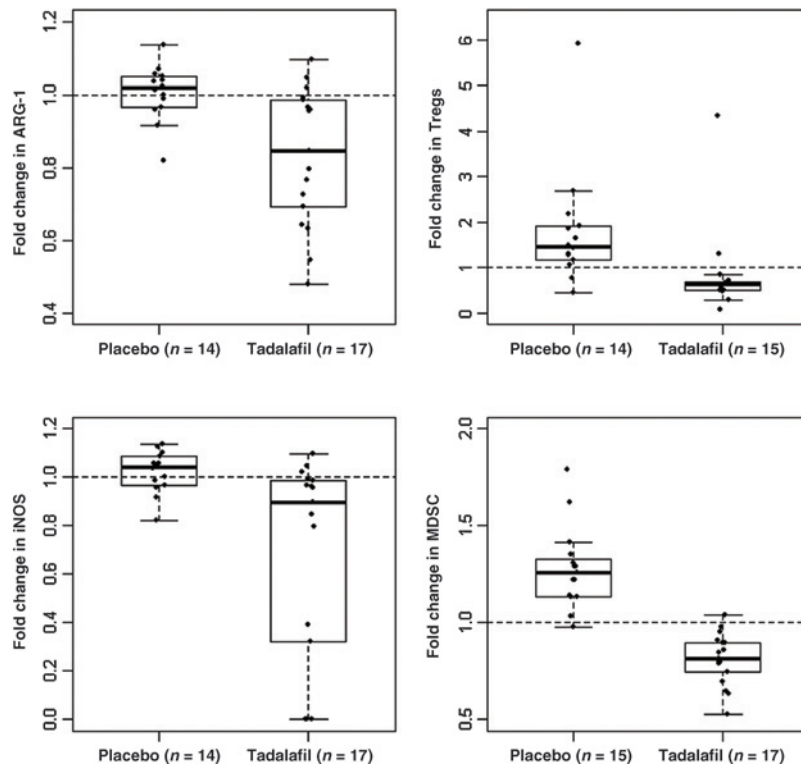 Fold change in ARG-1
1.2
1.0
0.8
0.6
0.4
Placebo (n = 14)
Tadalafil (n = 17)
Fold change in Tregs
6
5
4
3
2
1
0
Placebo (n = 14)
Tadalafil (n = 15)
Fold change in iNOS
1.2
1.0
0.8
0.6
0.4
0.2
0.0
Placebo (n = 14)
Tadalafil (n = 17)
Fold change in MDSC
2.0
1.5
1.0
0.5
Placebo (n = 15)
Tadalafil (n = 17)